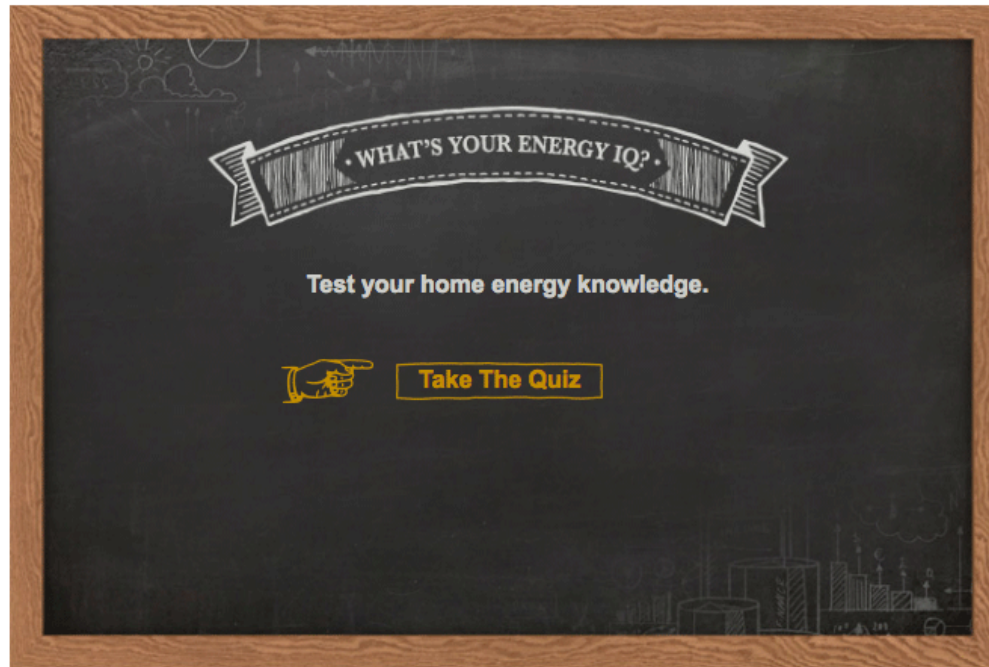 · WHAT'S YOUR ENERGY IQ? ·
Test your home energy knowledge.
Take The Quiz